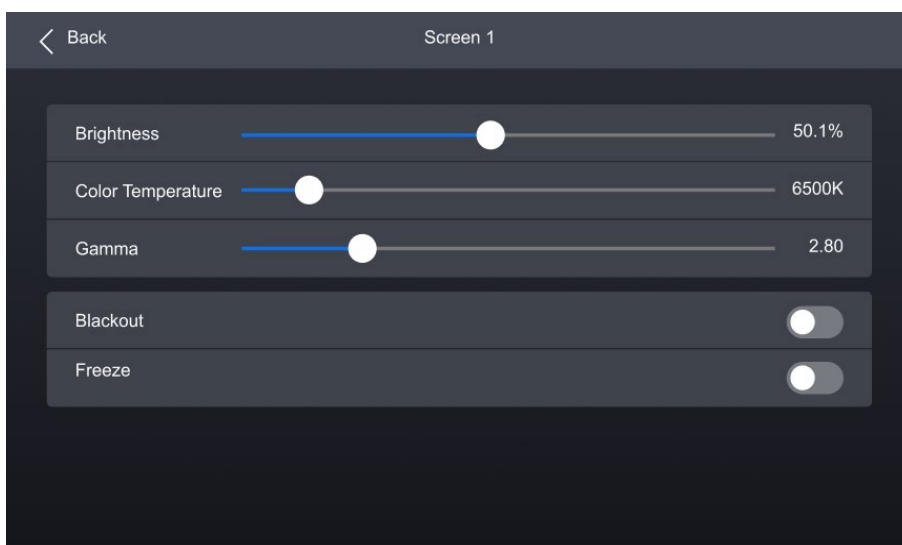 Back Screen 1
Brightness 50.1%
Color Temperature 6500K
Gamma 2.80
Blackout
Freeze